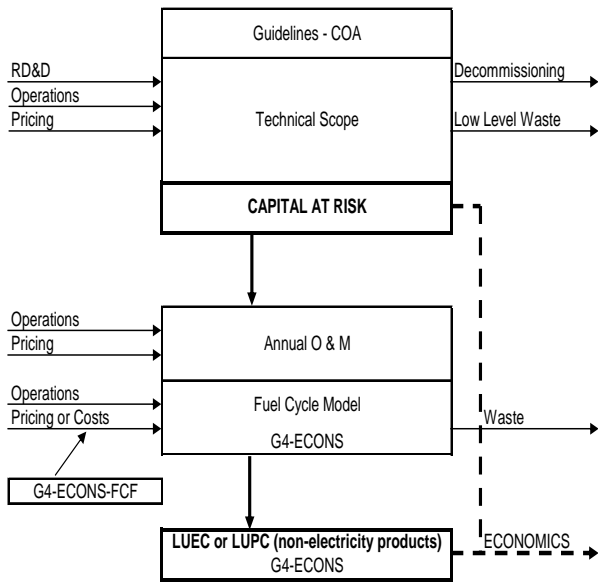 Guidelines - COA
RD&D
Operations
Pricing
Technical Scope
Decommissioning
Low Level Waste
CAPITAL AT RISK
Operations
Pricing
Annual O & M
Operations
Pricing or Costs
Fuel Cycle Model
G4-ECONS
Waste
G4-ECONS-FCF
LUEC or LUPC (non-electricity products)
G4-ECONS
ECONOMICS